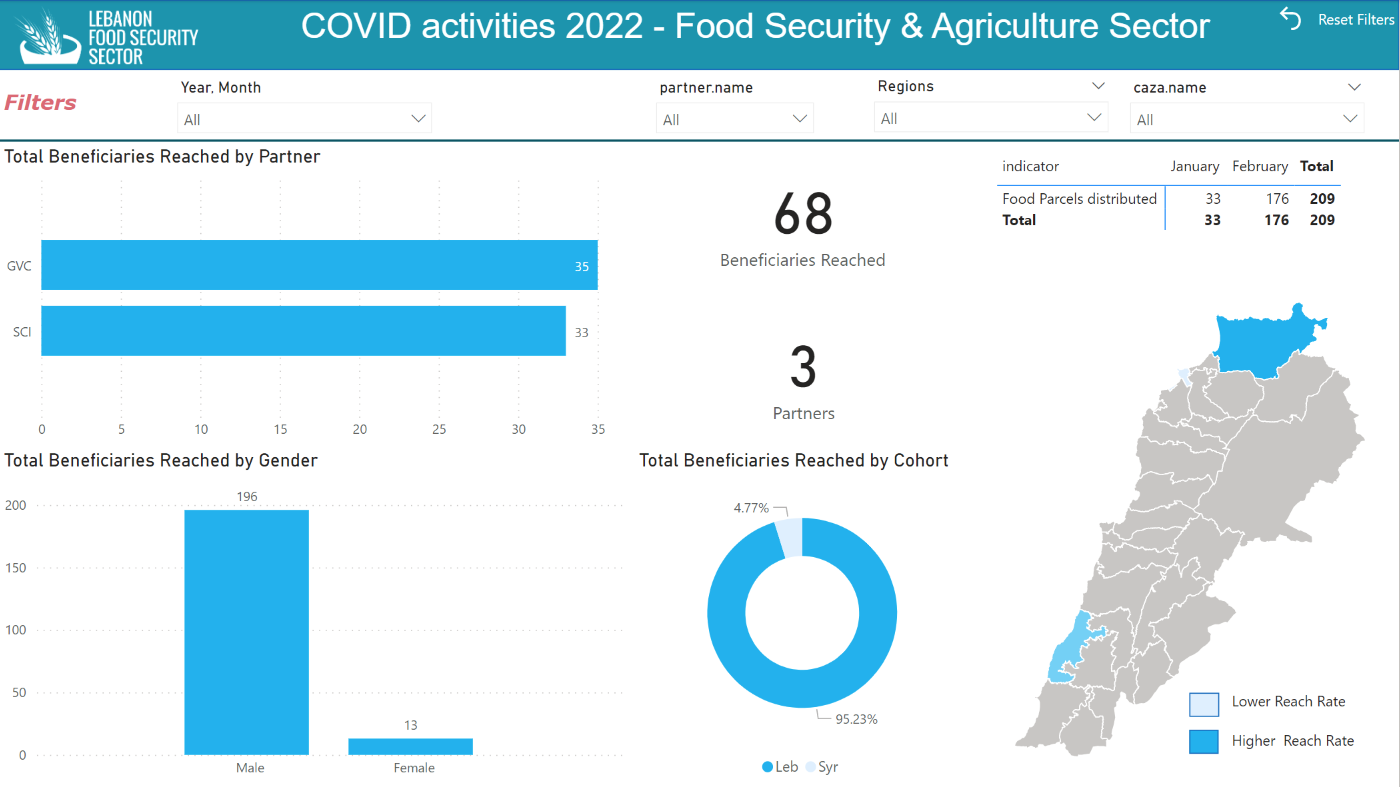 LEBANON
FOOD SECURITY
SECTOR
COVID activities 2022 - Food Security & Agriculture Sector
Reset Filters
Filters
Year, Month
All
partner.name
All
Regions
All
caza.name
All
Total Beneficiaries Reached by Partner
GVC
35
SCI
33
0 5 10 15 20 25 30 35
68
Beneficiaries Reached
3
Partners
indicator January February Total
Food Parcels distributed 33 176 209
Total 33 176 209
Total Beneficiaries Reached by Gender
200
150
100
50
0
196
13
Male Female
Total Beneficiaries Reached by Cohort
4.77%
95.23%
Leb Syr
Lower Reach Rate
Higher Reach Rate